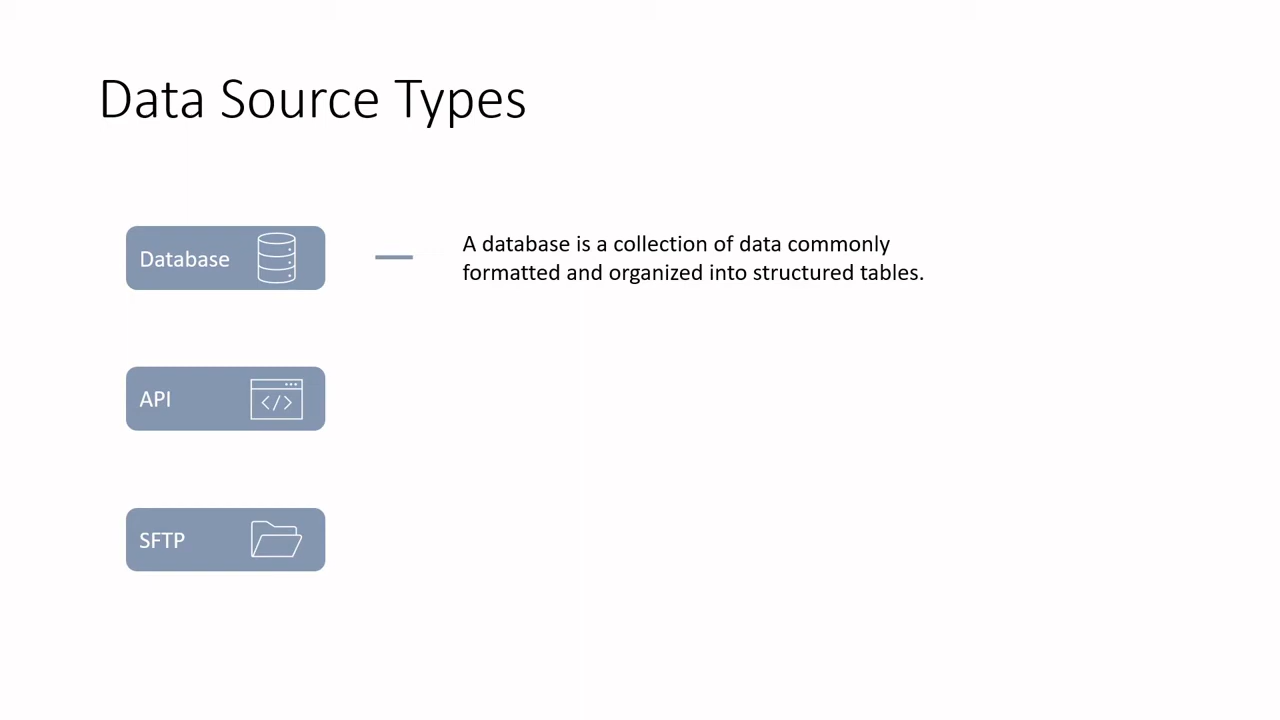 Data Source Types
Database
A database is a collection of data commonly
formatted and organized into structured tables.
API
</>
SFTP